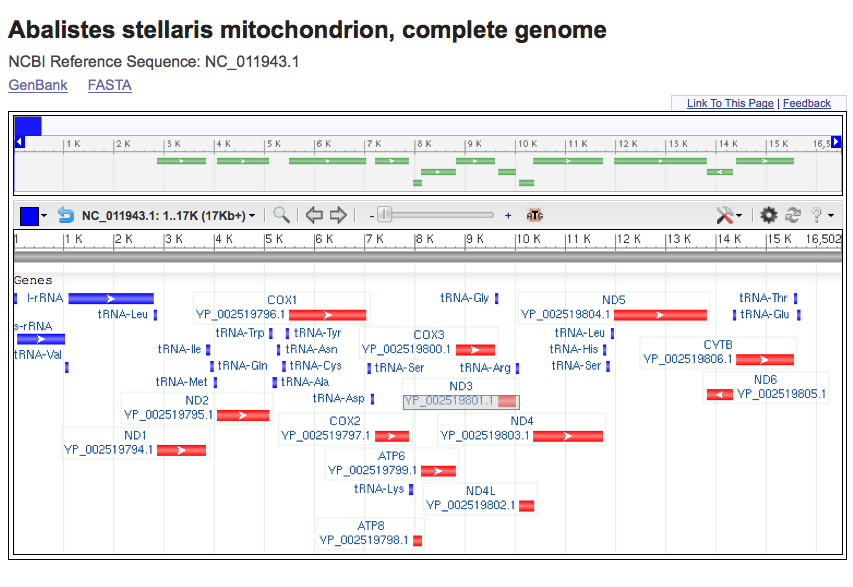 Abalistes stellaris mitochondrion, complete genome
NCBI Reference Sequence: NC_011943.1
GenBank FASTA
Link To This Page | Feedback
1 K 2 K 3 K 4 K 5 K 6 K 7 K 8 K 9 K 10 K 11 K 12 K 13 K 14 K 15 K 16,5
NC_011943.1: 1..17K (17Kb+) - + ATG ?
1 1 K 2 K 3 K 4 K 5 K 6 K 7 K 8 K 9 K 10 K 11 K 12 K 13 K 14 K 15 K 16,502
Genes
l-rRNA COX1 tRNA-Gly ND5 tRNA-Thr
tRNA-Leu YP_002519796.1 YP_002519804.1 tRNA-Glu
s-rRNA tRNA-Trp tRNA-Tyr COX3 tRNA-Leu
tRNA-Val tRNA-Ile tRNA-Asn YP_002519800.1 tRNA-His CYTB
tRNA-Gln tRNA-Cys tRNA-Ser tRNA-Arg tRNA-Ser YP_002519806.1
tRNA-Met tRNA-Ala ND3 ND6
tRNA-Asp YP_002519801.1 YP_002519805.1
ND2
YP_002519795.1
COX2 ND4
ND1 YP_002519797.1 YP_002519803.1
YP_002519794.1
ATP6
YP_002519799.1
tRNA-Lys ND4L
YP_002519802.1
ATP8
YP_002519798.1